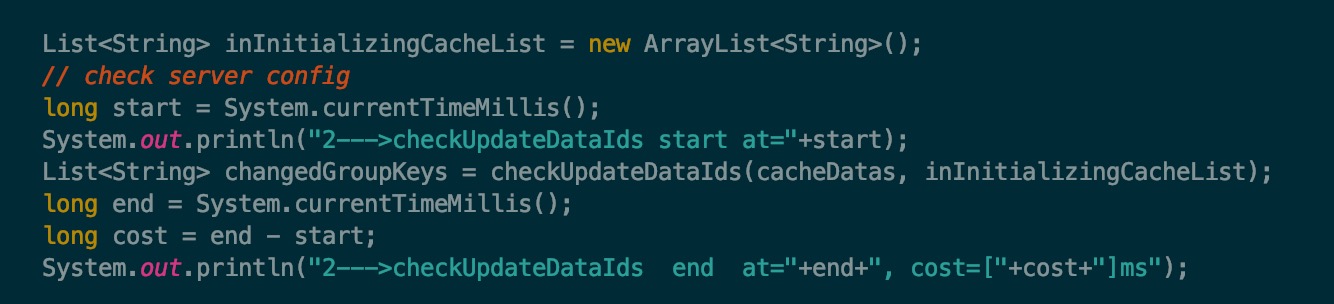 List<String> inInitializingCacheList = new ArrayList<String>();
// check server config
long start = System.currentTimeMillis();
System.out.println("2--->checkUpdateDataIds start at="+start);
List<String> changedGroupKeys = checkUpdateDataIds(cacheDatas, inInitializingCacheList);
long end = System.currentTimeMillis();
long cost = end - start;
System.out.println("2--->checkUpdateDataIds  end  at="+end+", cost=["+cost+"]ms");